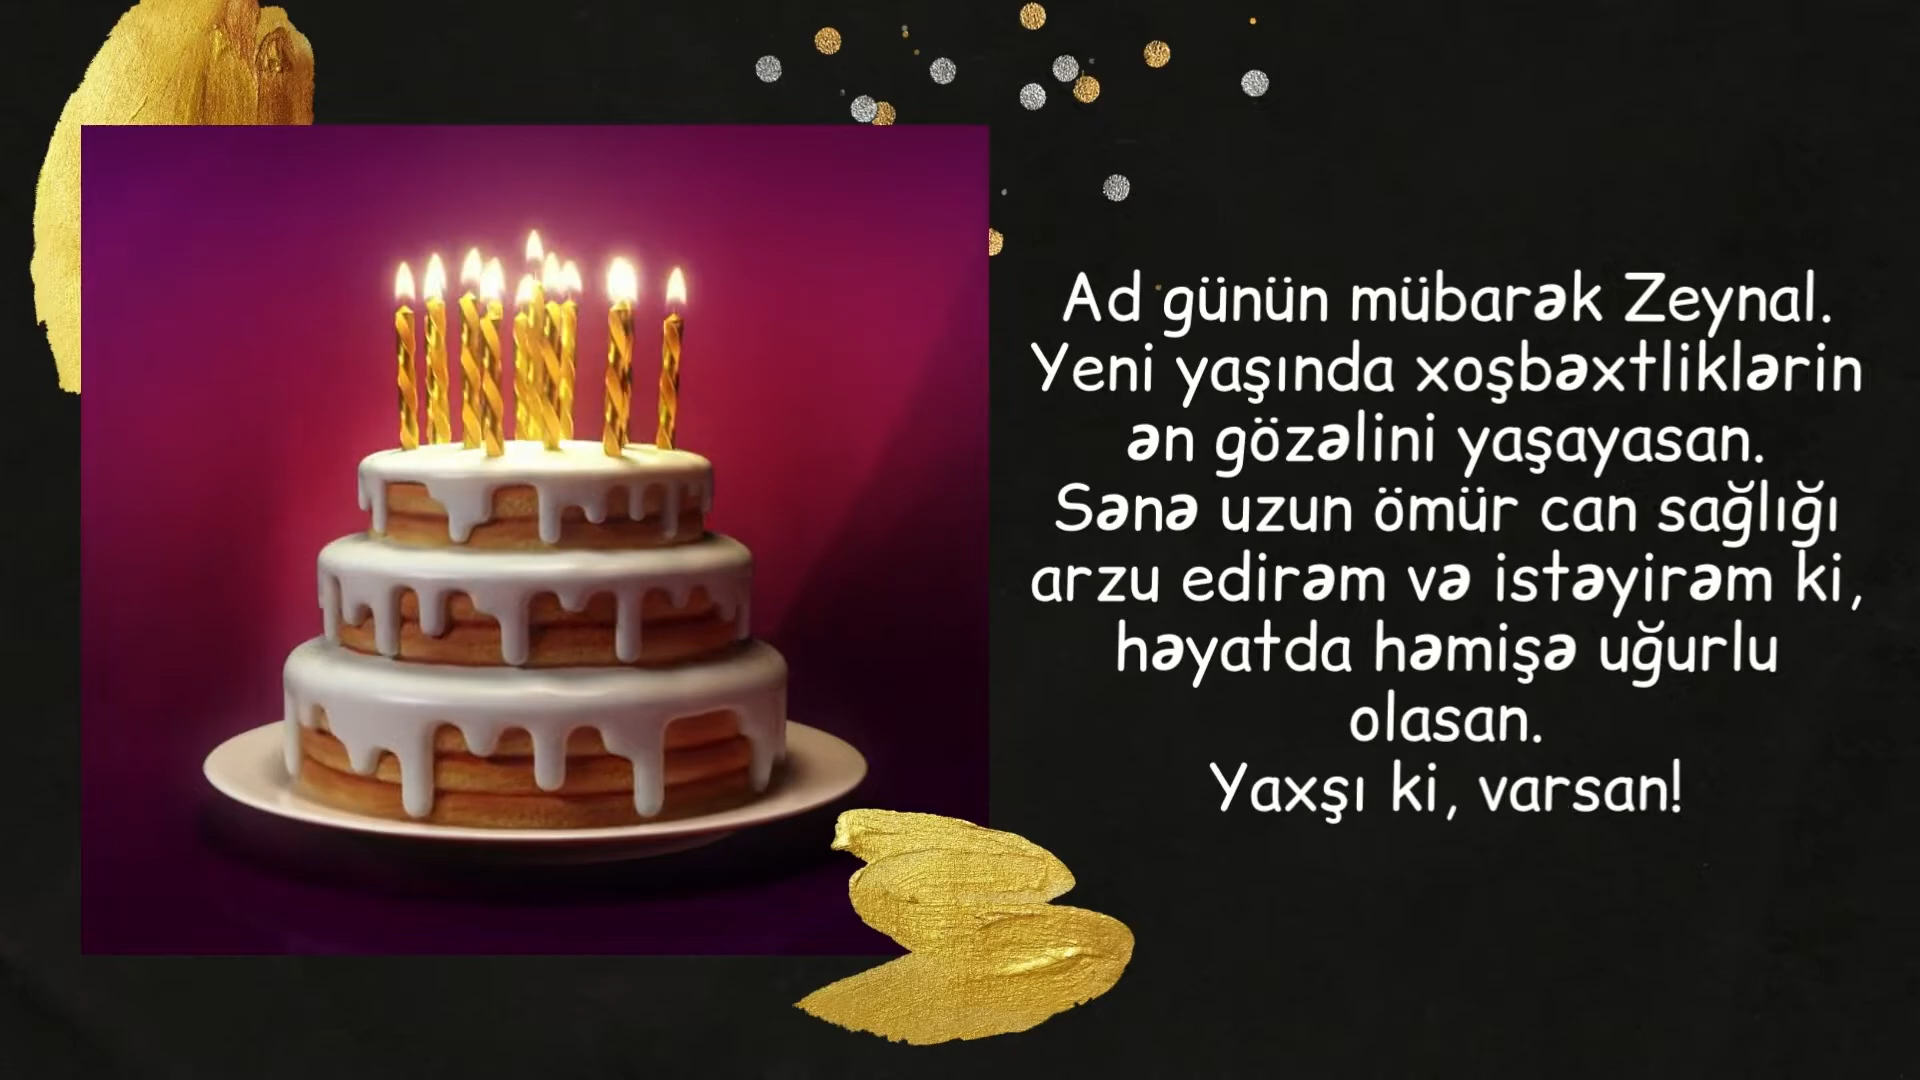 Ad günün mübarək Zeynal.
Yeni yaşında xoşbəxtliklərin
ən gözəlini yaşayasan.
Sənə uzun ömür can sağlığı
arzu edirəm və istəyirəm ki,
həyatda həmişə uğurlu
olasan.
Yaxşı ki, varsan!